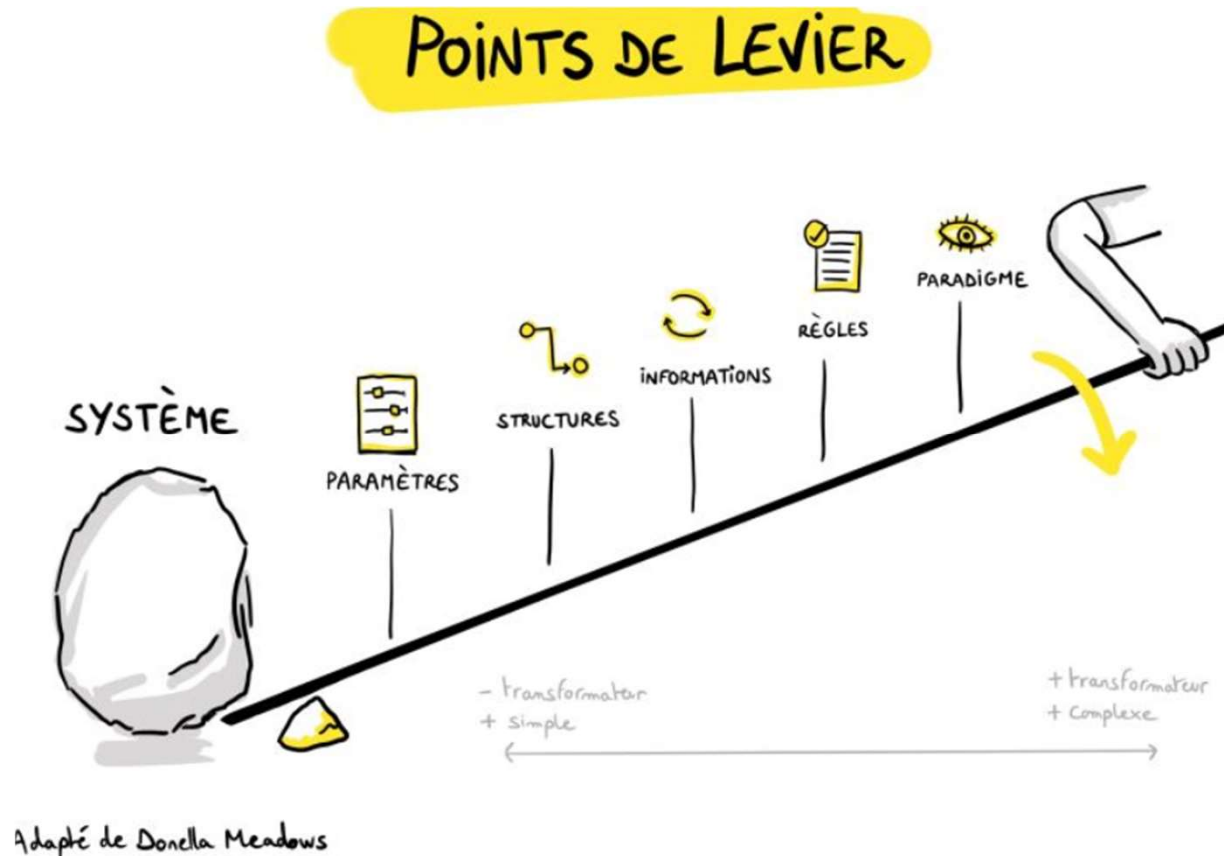 POINTS DE LEVIER
PARADIGME
RÈGLES
INFORMATIONS
STRUCTURES
SYSTÈME
PARAMÈTRES
- transformateur
+ simple
+ transformateur
+ complexe
Adapté de Donella Meadows